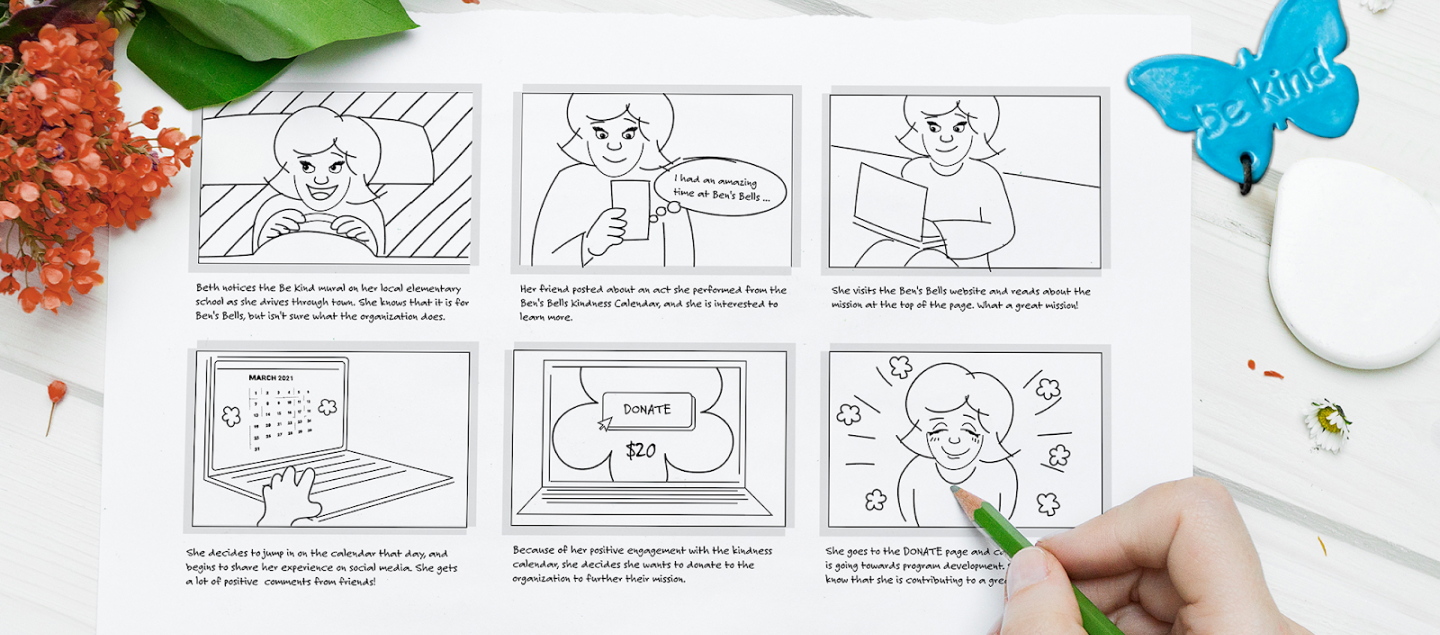 be kind
I had an amazing
time at Ben's Bells ...
Beth notices the Be Kind mural on her local elementary
school as she drives through town. She knows that it is for
Ben's Bells, but isn't sure what the organization does.
Her friend posted about an act she performed from the
Ben's Bells Kindness Calendar, and she is interested to
learn more.
She visits the Ben's Bells website and reads about the
mission at the top of the page. What a great mission!
MARCH 2021
DONATE
$20
She decides to jump in on the calendar that day, and
begins to share her experience on social media. She gets
a lot of positive comments from friends!
Because of her positive engagement with the kindness
calendar, she decides she wants to donate to the
organization to further their mission.
She goes to the DONATE page and
is going towards program development.
know that she is contributing to a